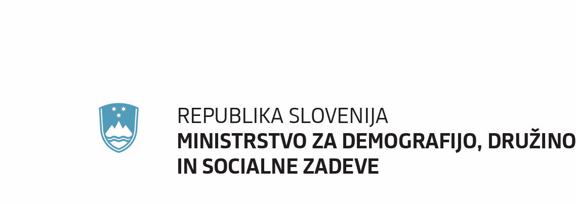 REPUBLIKA SLOVENIJA
MINISTRSTVO ZA DEMOGRAFIJO, DRUŽINO
IN SOCIALNE ZADEVE